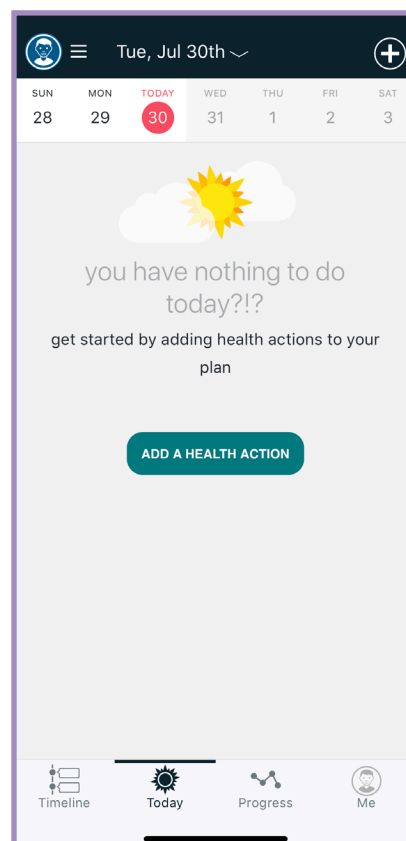 Tue, Jul 30th
SUN MON TODAY WED THU FRI SAT
28 29 30 31 1 2 3
you have nothing to do
today?!?
get started by adding health actions to your
plan
ADD A HEALTH ACTION
Timeline Today Progress Me